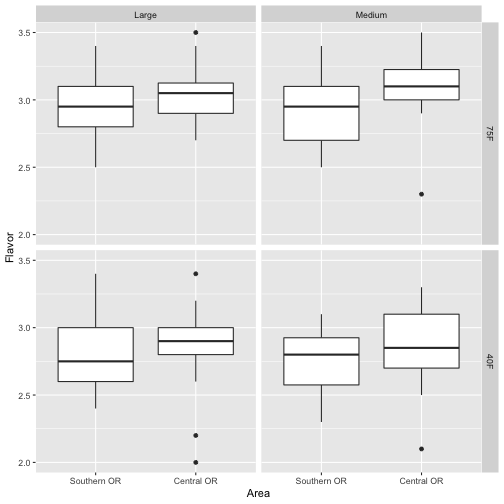 Large
Medium
3.5
3.0
2.5
2.0
75F
Flavor
3.5
3.0
2.5
2.0
40F
Southern OR
Central OR
Southern OR
Central OR
Area